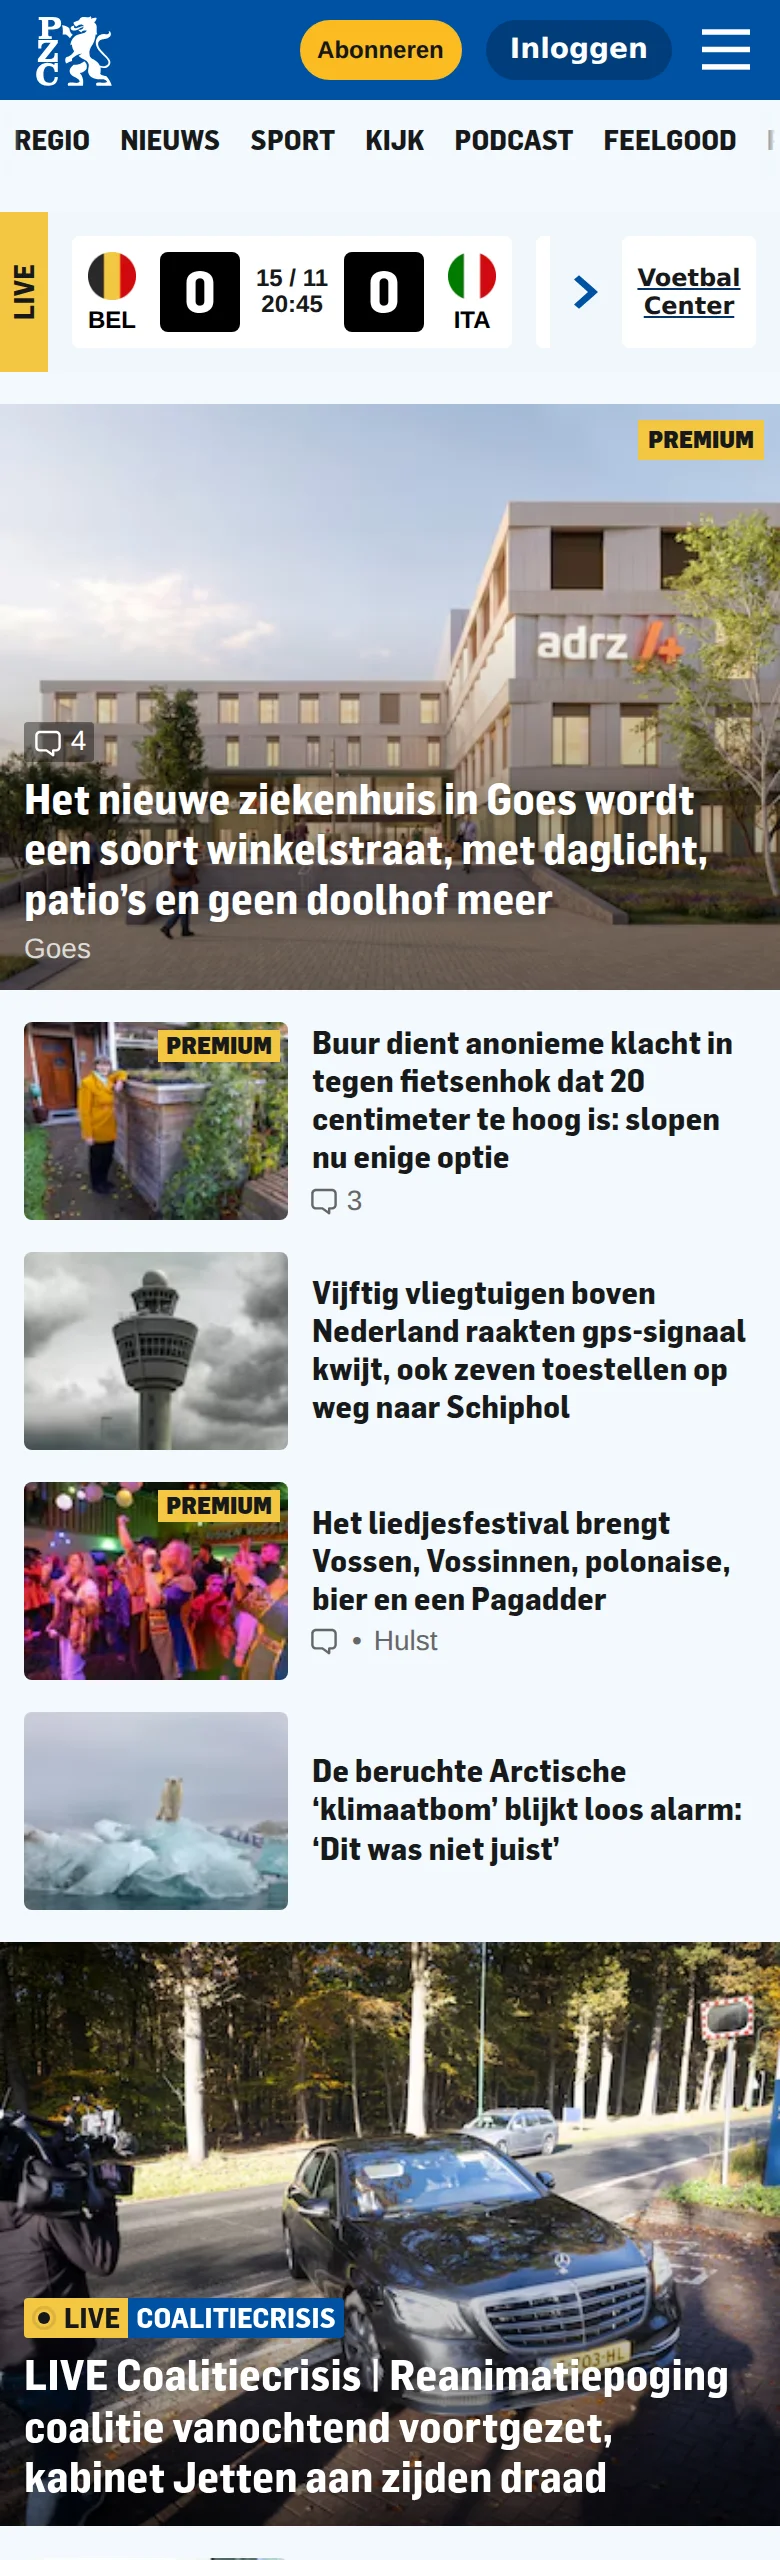 PZC
Abonneren
Inloggen
REGIO NIEUWS SPORT KIJK PODCAST FEELGOOD
LIVE
BEL
0
15 / 11
20:45
0
ITA
Voetbal
Center
PREMIUM
adrz
4
Het nieuwe ziekenhuis in Goes wordt
een soort winkelstraat, met daglicht,
patio’s en geen doolhof meer
Goes
PREMIUM
Buur dient anonieme klacht in
tegen fietsenhok dat 20
centimeter te hoog is: slopen
nu enige optie
3
Vijftig vliegtuigen boven
Nederland raakten gps-signaal
kwijt, ook zeven toestellen op
weg naar Schiphol
PREMIUM
Het liedjesfestival brengt
Vossen, Vossinnen, polonaise,
bier en een Pagadder
• Hulst
De beruchte Arctische
‘klimaatbom’ blijkt loos alarm:
‘Dit was niet juist’
LIVE COALITIECRISIS
LIVE Coalitiecrisis | Reanimatiepoging
coalitie vanochtend voortgezet,
kabinet Jetten aan zijden draad